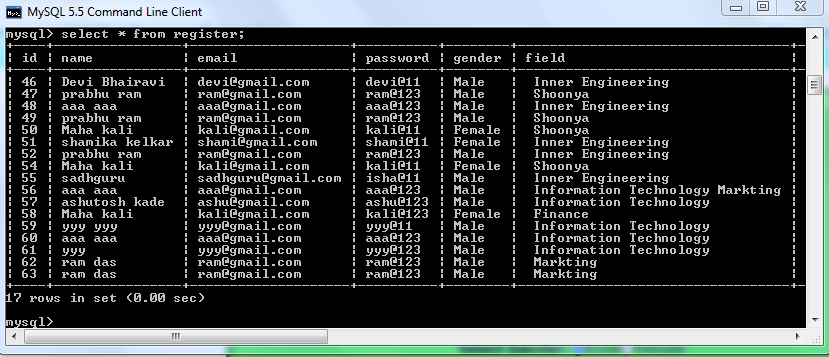 MySQL 5.5 Command Line Client
mysql> select * from register;
| id | name | email | password | gender | field |
| 46 | Devi Bhairavi | devi@gmail.com | devi@11 | Male | Inner Engineering |
| 47 | prabhu ram | ram@gmail.com | ram@123 | Male | Shoonya |
| 48 | aaa aaa | aaa@gmail.com | aaa@123 | Male | Inner Engineering |
| 49 | prabhu ram | ram@gmail.com | ram@123 | Male | Shoonya |
| 50 | Maha kali | kali@gmail.com | kali@11 | Female | Shoonya |
| 51 | shamika kelkar | shami@gmail.com | shami@11 | Female | Inner Engineering |
| 52 | prabhu ram | ram@gmail.com | ram@123 | Male | Inner Engineering |
| 54 | Maha kali | kali@gmail.com | kali@11 | Female | Shoonya |
| 55 | sadhguru | sadhguru@gmail.com | isha@11 | Male | Inner Engineering |
| 56 | aaa aaa | aaa@gmail.com | aaa@123 | Male | Information Technology Markting |
| 57 | ashutosh kade | ashu@gmail.com | ashu@123 | Male | Information Technology |
| 58 | Maha kali | kali@gmail.com | kali@123 | Female | Finance |
| 59 | yyy yyy | yyy@gmail.com | yyy@11 | Male | Information Technology |
| 60 | aaa aaa | yyy@gmail.com | aaa@123 | Male | Information Technology |
| 61 | yyy | yyy@gmail.com | yyy@123 | Male | Information Technology |
| 62 | ram das | ram@gmail.com | ram@123 | Male | Markting |
| 63 | ram das | ram@gmail.com | ram@123 | Male | Markting |
17 rows in set (0.00 sec)
mysql>